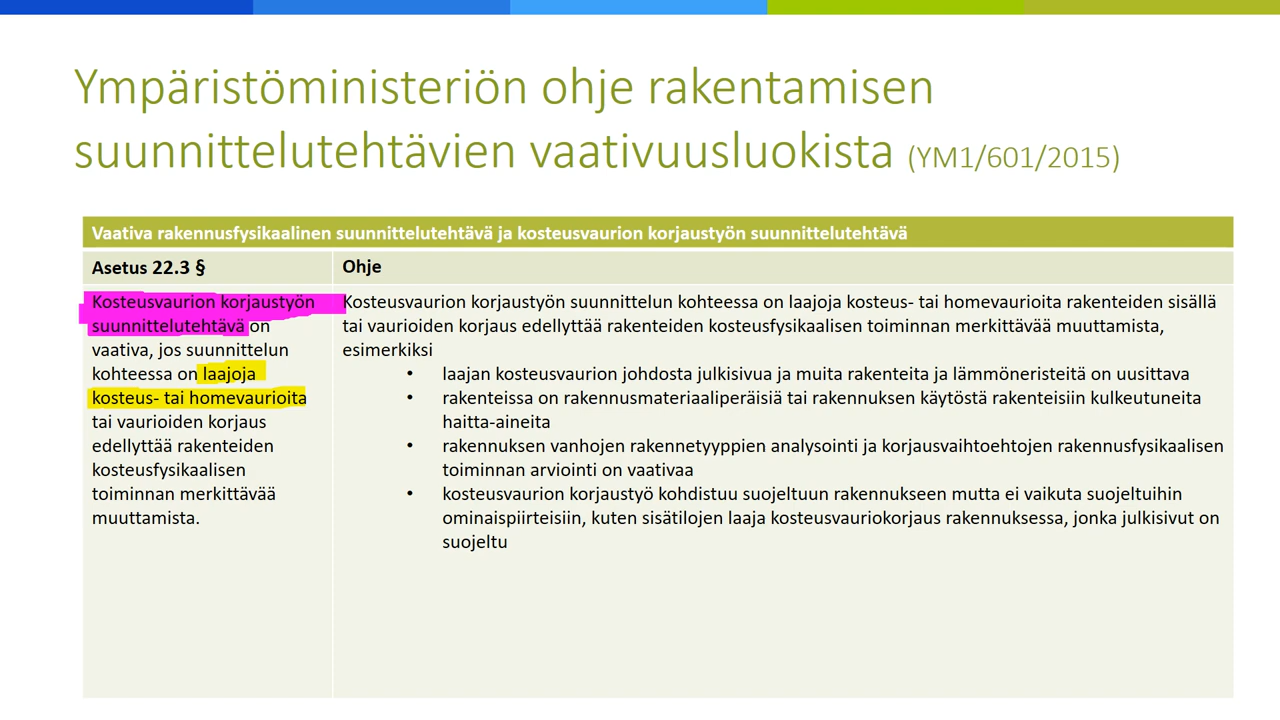 Ympäristöministeriön ohje rakentamisen
suunnittelutehtävien vaativuusluokista (YM1/601/2015)
Vaativa rakennusfysikaalinen suunnittelutehtävä ja kosteusvaurion korjaustyön suunnittelutehtävä
Asetus 22.3 §
Ohje
Kosteusvaurion korjaustyön
suunnittelutehtävä on
vaativa, jos suunnittelun
kohteessa on laajoja
kosteus- tai homevaurioita
tai vaurioiden korjaus
edellyttää rakenteiden
kosteusfysikaalisen
toiminnan merkittävää
muuttamista.
Kosteusvaurion korjaustyön suunnittelun kohteessa on laajoja kosteus- tai homevaurioita rakenteiden sisällä
tai vaurioiden korjaus edellyttää rakenteiden kosteusfysikaalisen toiminnan merkittävää muuttamista,
esimerkiksi
• laajan kosteusvaurion johdosta julkisivua ja muita rakenteita ja lämmöneristeitä on uusittava
• rakenteissa on rakennusmateriaaliperäisiä tai rakennuksen käytöstä rakenteisiin kulkeutuneita
haitta-aineita
• rakennuksen vanhojen rakennetyyppien analysointi ja korjausvaihtoehtojen rakennusfysikaalisen
toiminnan arviointi on vaativaa
• kosteusvaurion korjaustyö kohdistuu suojeltuun rakennukseen mutta ei vaikuta suojeltuihin
ominaispiirteisiin, kuten sisätilojen laaja kosteusvauriokorjaus rakennuksessa, jonka julkisivut on
suojeltu